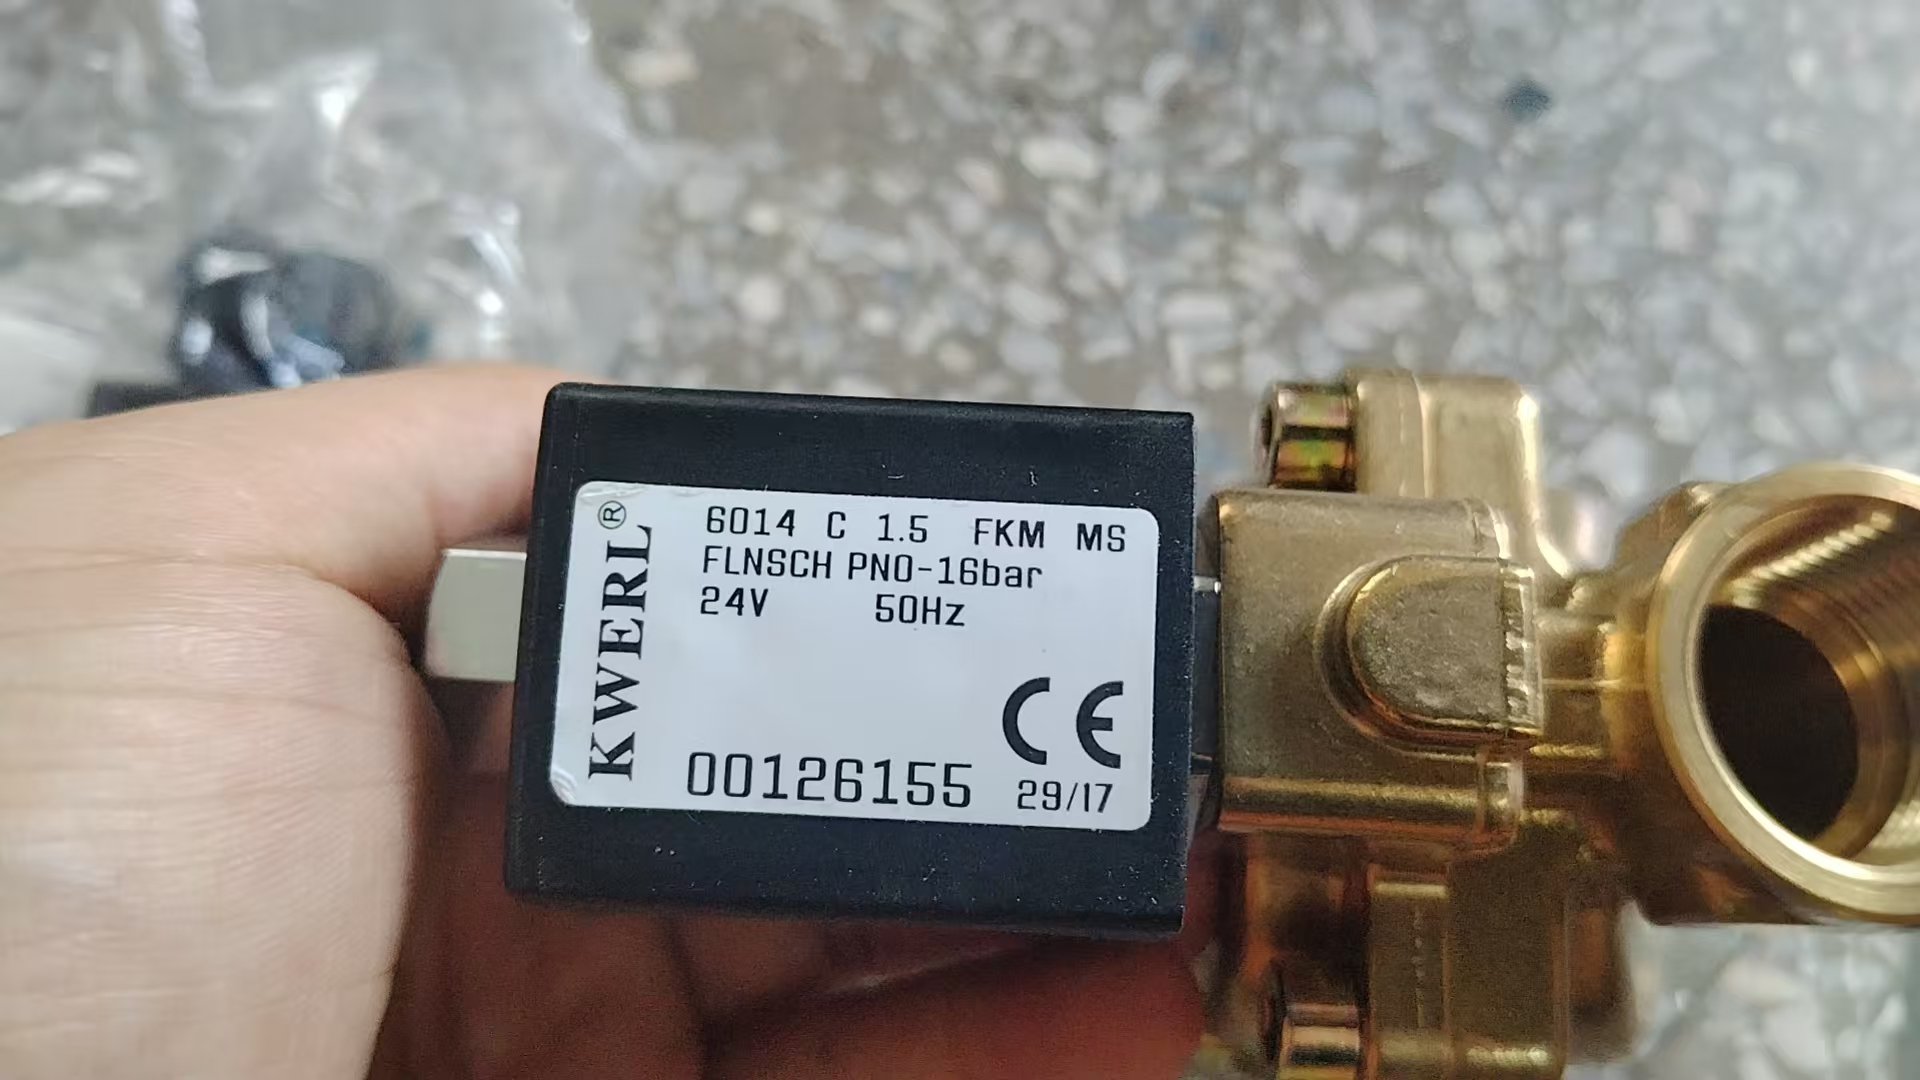 KWERL®
6014 C 1.5 FKM MS
FLNSCH PN0-16bar
24V 50Hz
CE
00126155 29/17